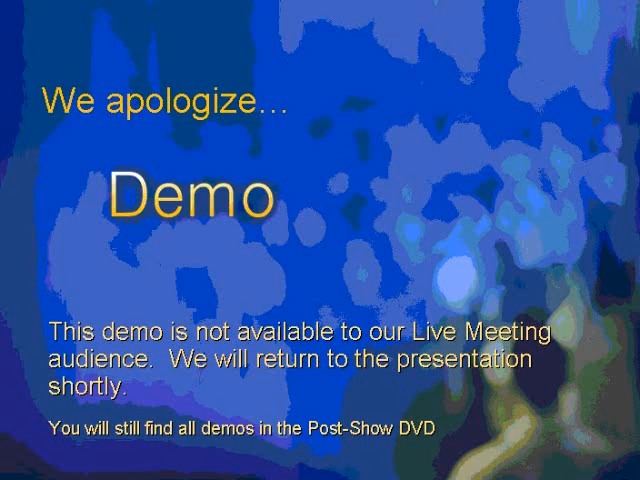 We apologize...
Demo
This demo is not available to our Live Meeting
audience.  We will return to the presentation
shortly.
You will still find all demos in the Post-Show DVD